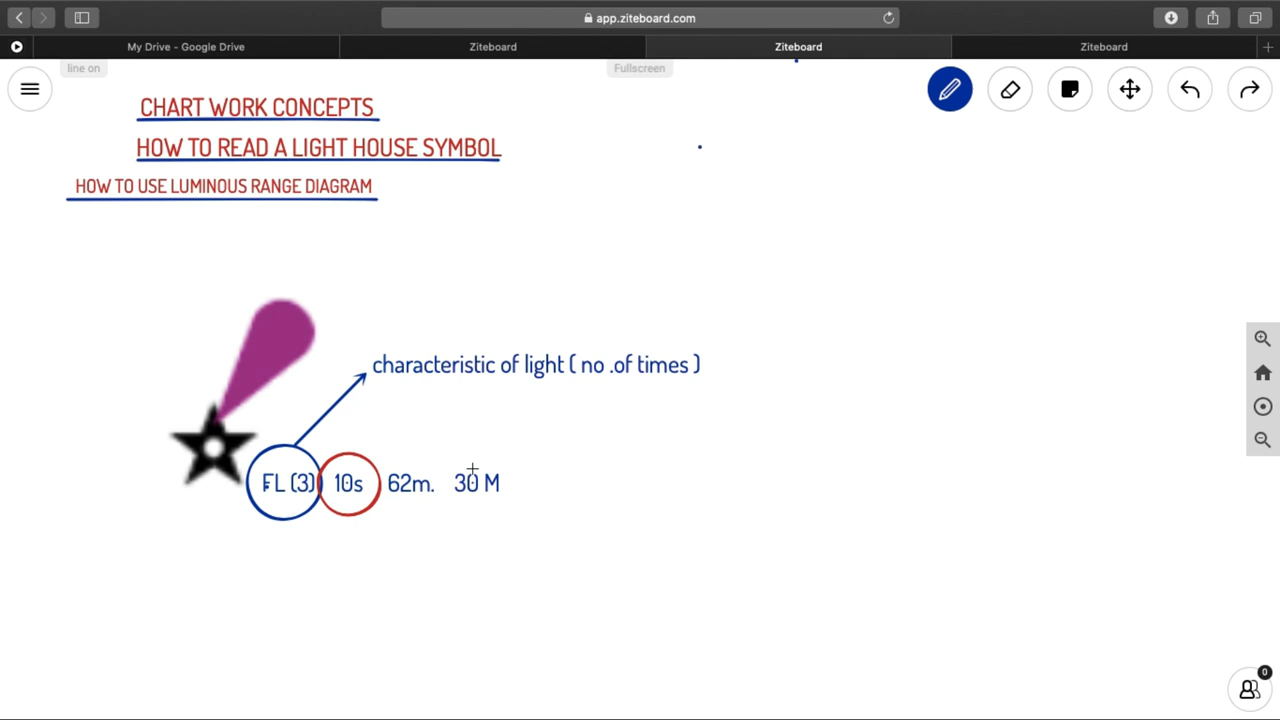 app.ziteboard.com
My Drive - Google Drive
Ziteboard
Ziteboard
Ziteboard
line on
Fullscreen
CHART WORK CONCEPTS
HOW TO READ A LIGHT HOUSE SYMBOL
HOW TO USE LUMINOUS RANGE DIAGRAM
characteristic of light ( no .of times )
FL (3) 10s 62m. 30 M
0